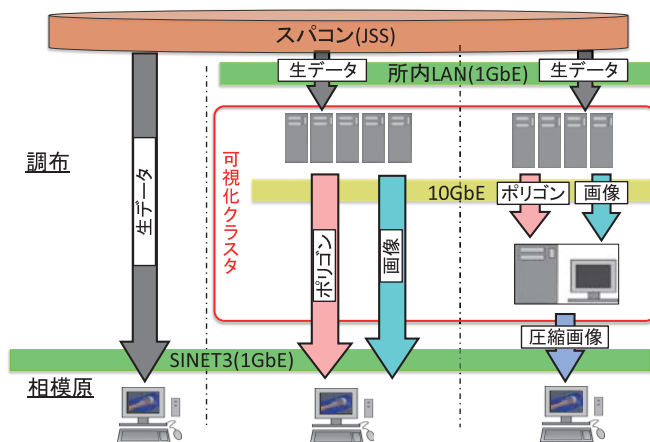 スパコン(JSS)
生データ
所内LAN(1GbE)
生データ
調布
生データ
可視化クラスタ
10GbE
ポリゴン
画像
ポリゴン
画像
圧縮画像
SINET3(1GbE)
相模原